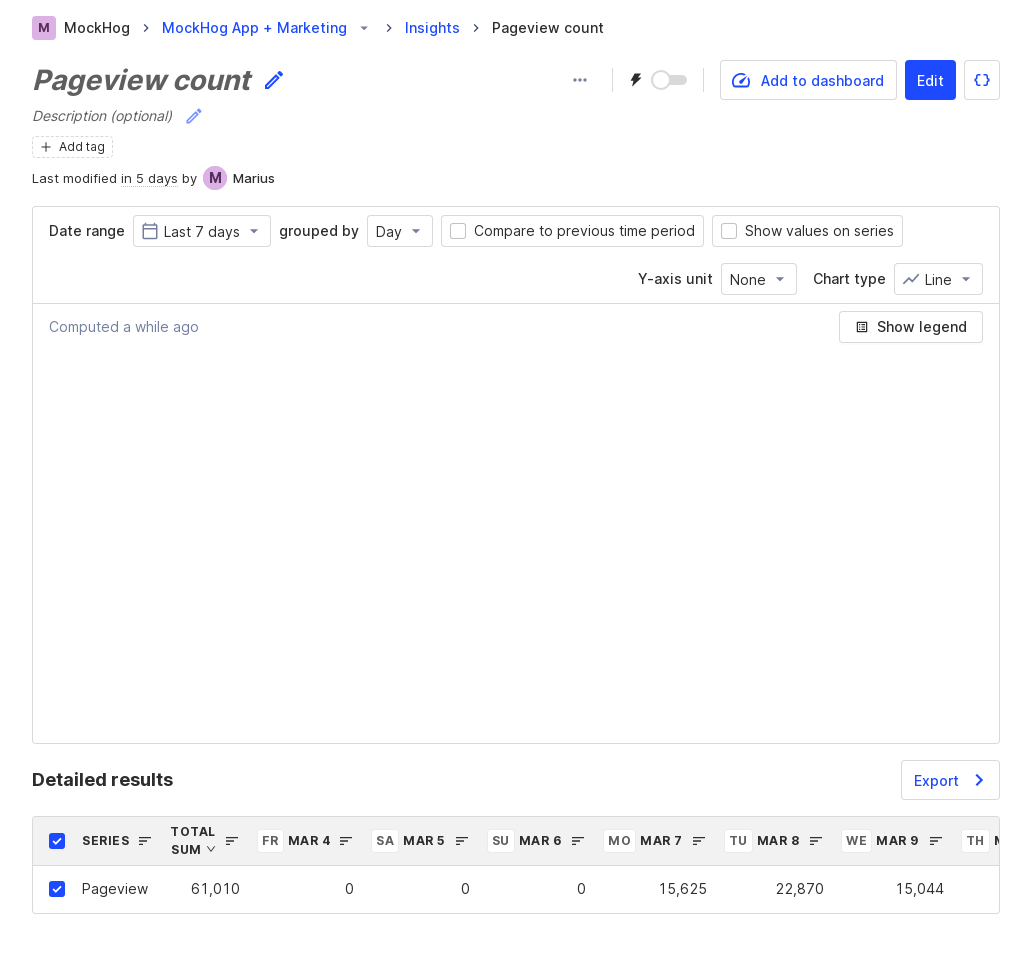 M MockHog MockHog App + Marketing Insights Pageview count
Pageview count
Add to dashboard Edit
Description (optional)
Add tag
Last modified in 5 days by M Marius
Date range Last 7 days grouped by Day Compare to previous time period Show values on series
Y-axis unit None Chart type Line
Computed a while ago Show legend
Detailed results Export
SERIES TOTAL SUM FR MAR 4 SA MAR 5 SU MAR 6 MO MAR 7 TU MAR 8 WE MAR 9 TH
Pageview 61,010 0 0 0 15,625 22,870 15,044